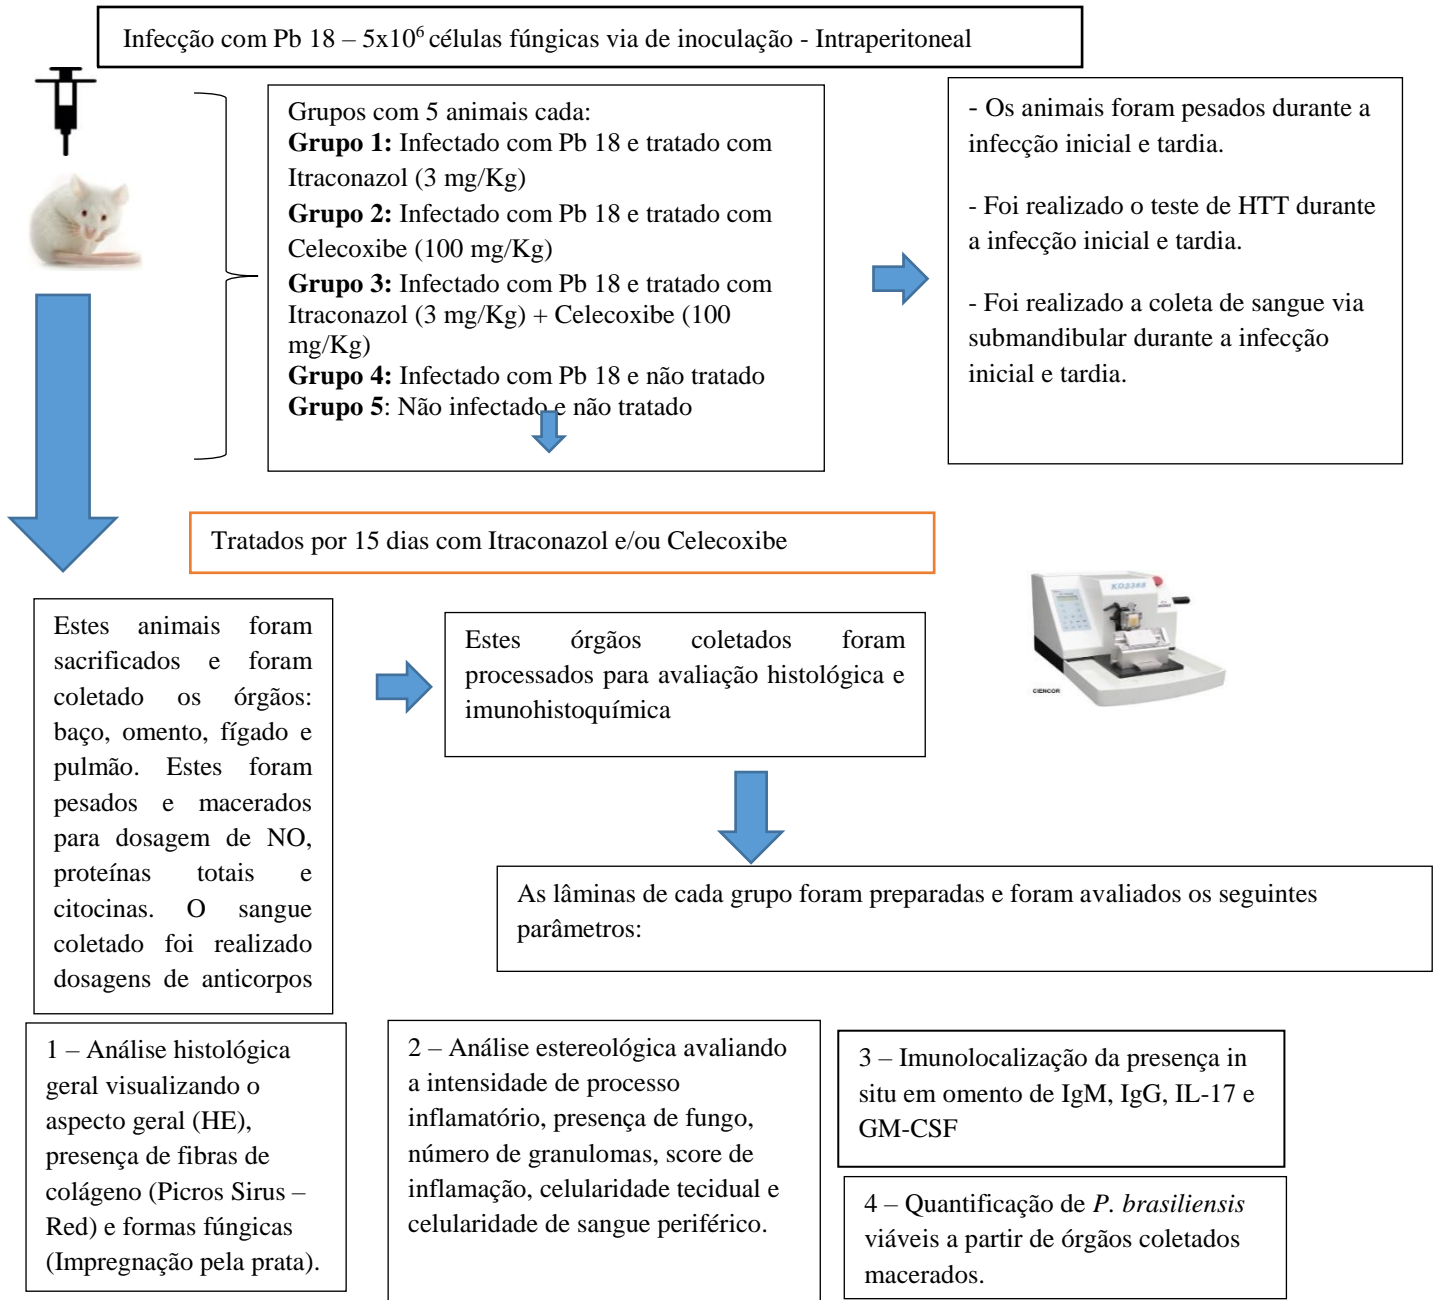 Infecção com Pb 18 – 5x10⁶ células fúngicas via de inoculação - Intraperitoneal
Grupos com 5 animais cada:
Grupo 1: Infectado com Pb 18 e tratado com
Itraconazol (3 mg/Kg)
Grupo 2: Infectado com Pb 18 e tratado com
Celecoxibe (100 mg/Kg)
Grupo 3: Infectado com Pb 18 e tratado com
Itraconazol (3 mg/Kg) + Celecoxibe (100
mg/Kg)
Grupo 4: Infectado com Pb 18 e não tratado
Grupo 5: Não infectado e não tratado
- Os animais foram pesados durante a
infecção inicial e tardia.
- Foi realizado o teste de HTT durante
a infecção inicial e tardia.
- Foi realizado a coleta de sangue via
submandibular durante a infecção
inicial e tardia.
Tratados por 15 dias com Itraconazol e/ou Celecoxibe
Estes animais foram
sacrificados e foram
coletado os órgãos:
baço, omento, fígado e
pulmão. Estes foram
pesados e macerados
para dosagem de NO,
proteínas totais e
citocinas. O sangue
coletado foi realizado
dosagens de anticorpos
Estes órgãos coletados foram
processados para avaliação histológica e
imunohistoquímica
KD3368
CIENCOR
As lâminas de cada grupo foram preparadas e foram avaliados os seguintes
parâmetros:
1 – Análise histológica
geral visualizando o
aspecto geral (HE),
presença de fibras de
colágeno (Picros Sirus –
Red) e formas fúngicas
(Impregnação pela prata).
2 – Análise estereológica avaliando
a intensidade de processo
inflamatório, presença de fungo,
número de granulomas, score de
inflamação, celularidade tecidual e
celularidade de sangue periférico.
3 – Imunolocalização da presença in
situ em omento de IgM, IgG, IL-17 e
GM-CSF
4 – Quantificação de P. brasiliensis
viáveis a partir de órgãos coletados
macerados.